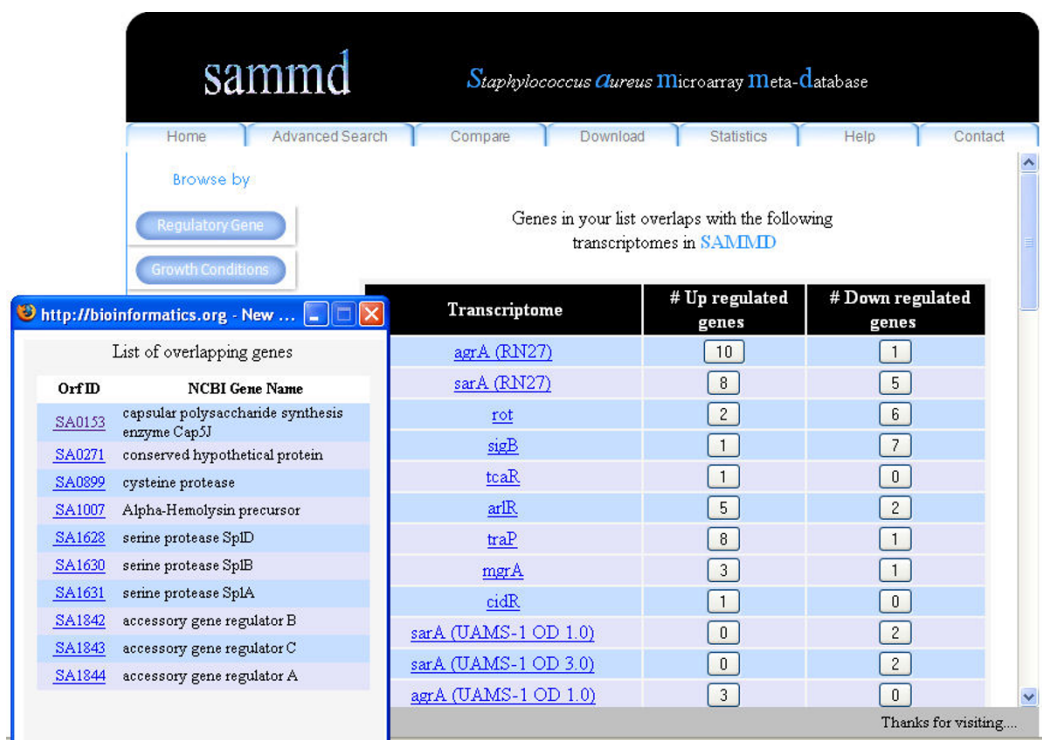 sammd
Staphylococcus aureus microarray meta-database
Home Advanced Search Compare Download Statistics Help Contact
Browse by
Regulatory Gene
Growth Conditions
Genes in your list overlaps with the following
transcriptomes in SAMMD
Transcriptome # Up regulated genes # Down regulated genes
agrA (RN27) 10 1
sarA (RN27) 8 5
rot 2 6
sigB 1 7
tcaR 1 0
arlR 5 2
traP 8 1
mgrA 3 1
cidR 1 0
sarA (UAMS-1 OD 1.0) 0 2
sarA (UAMS-1 OD 3.0) 0 2
agrA (UAMS-1 OD 1.0) 3 0
Thanks for visiting....
http://bioinformatics.org - New ...
List of overlapping genes
Orf ID NCBI Gene Name
SA0153 capsular polysaccharide synthesis
enzyme Cap5J
SA0271 conserved hypothetical protein
SA0899 cysteine protease
SA1007 Alpha-Hemolysin precursor
SA1628 serine protease SplD
SA1630 serine protease SplB
SA1631 serine protease SplA
SA1842 accessory gene regulator B
SA1843 accessory gene regulator C
SA1844 accessory gene regulator A